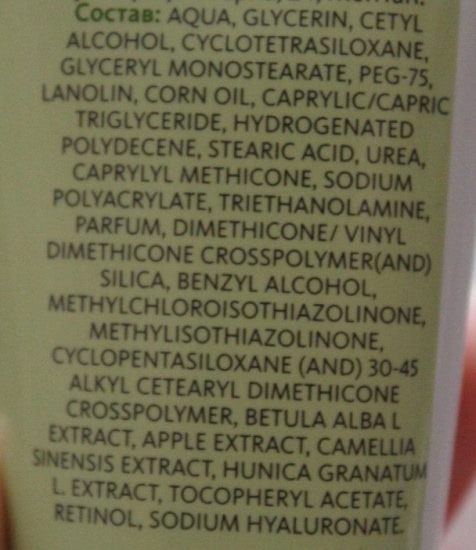 Состав: AQUA, GLYCERIN, CETYL
ALCOHOL, CYCLOTETRASILOXANE,
GLYCERYL MONOSTEARATE, PEG-75,
LANOLIN, CORN OIL, CAPRYLIC/CAPRIC
TRIGLYCERIDE, HYDROGENATED
POLYDECENE, STEARIC ACID, UREA,
CAPRYLYL METHICONE, SODIUM
POLYACRYLATE, TRIETHANOLAMINE,
PARFUM, DIMETHICONE/ VINYL
DIMETHICONE CROSSPOLYMER(AND)
SILICA, BENZYL ALCOHOL,
METHYLCHLOROISOTHIAZOLINONE,
METHYLISOTHIAZOLINONE,
CYCLOPENTASILOXANE (AND) 30-45
ALKYL CETEARYL DIMETHICONE
CROSSPOLYMER, BETULA ALBA L
EXTRACT, APPLE EXTRACT, CAMELLIA
SINENSIS EXTRACT, HUNICA GRANATUM
L. EXTRACT, TOCOPHERYL ACETATE,
RETINOL, SODIUM HYALURONATE.